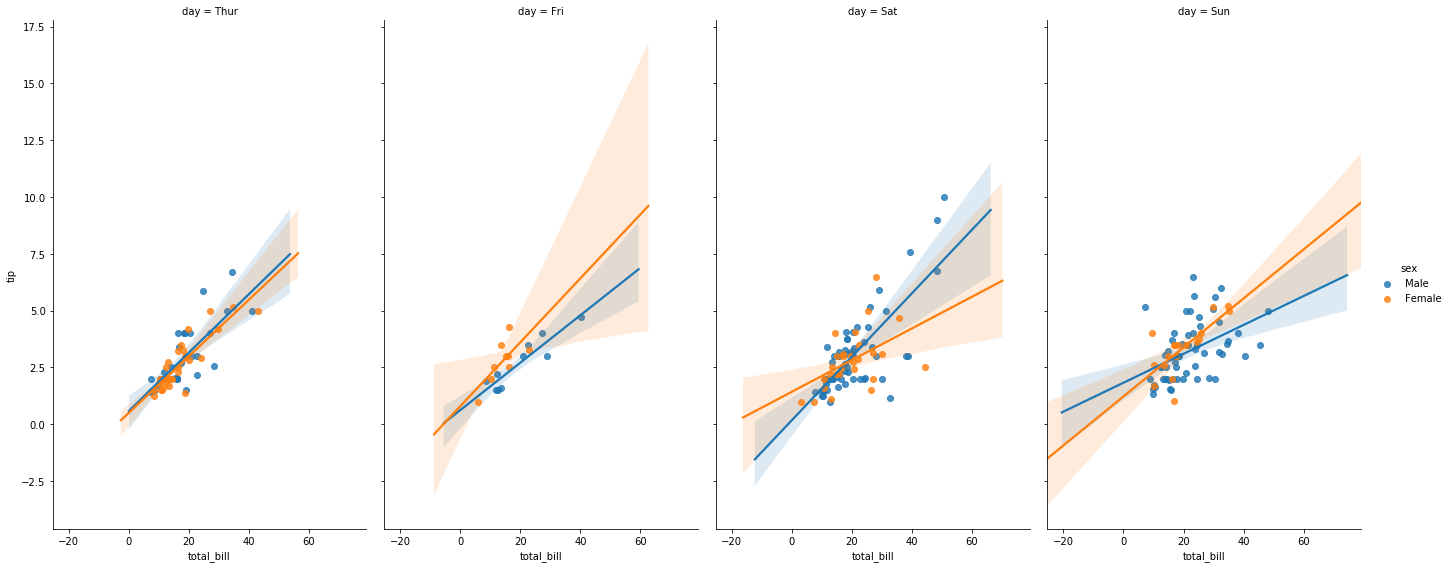 day = Thur
day = Fri
day = Sat
day = Sun
17.5
15.0
12.5
10.0
7.5
5.0
2.5
0.0
−2.5
tip
−20 0 20 40 60
−20 0 20 40 60
−20 0 20 40 60
−20 0 20 40 60
total_bill
total_bill
total_bill
total_bill
sex
Male
Female